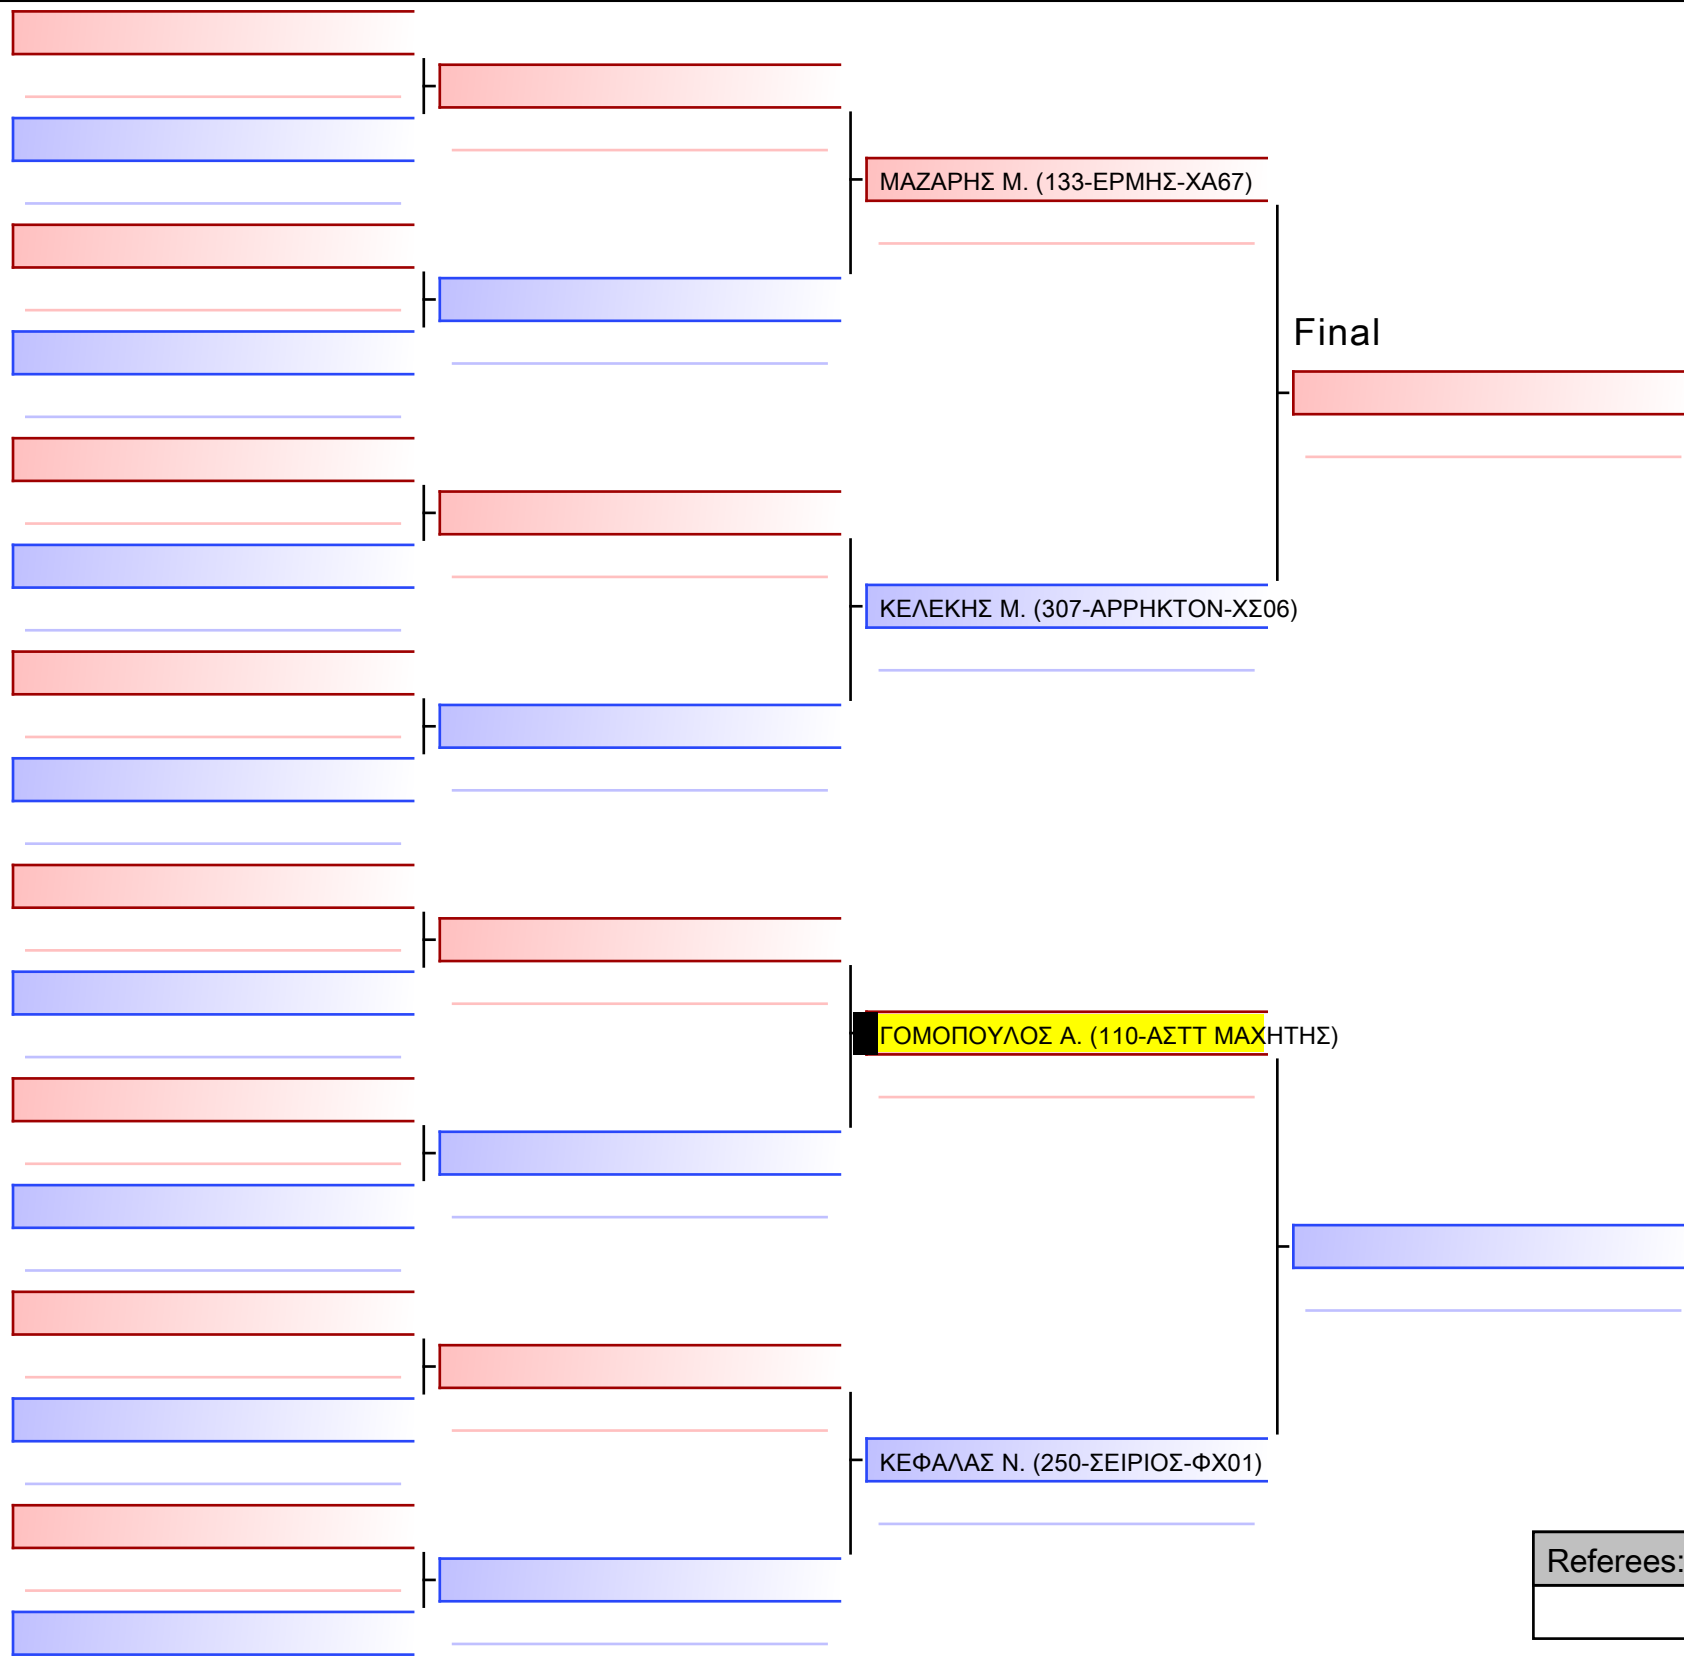 ΜΑΖΑΡΗΣ Μ. (133-ΕΡΜΗΣ-ΧΑ67)
Final
ΚΕΛΕΚΗΣ Μ. (307-ΑΡΡΗΚΤΟΝ-ΧΣ06)
ΓΟΜΟΠΟΥΛΟΣ Α. (110-ΑΣΤΤ ΜΑΧΗΤΗΣ)
ΚΕΦΑΛΑΣ Ν. (250-ΣΕΙΡΙΟΣ-ΦΧ01)
Referees: